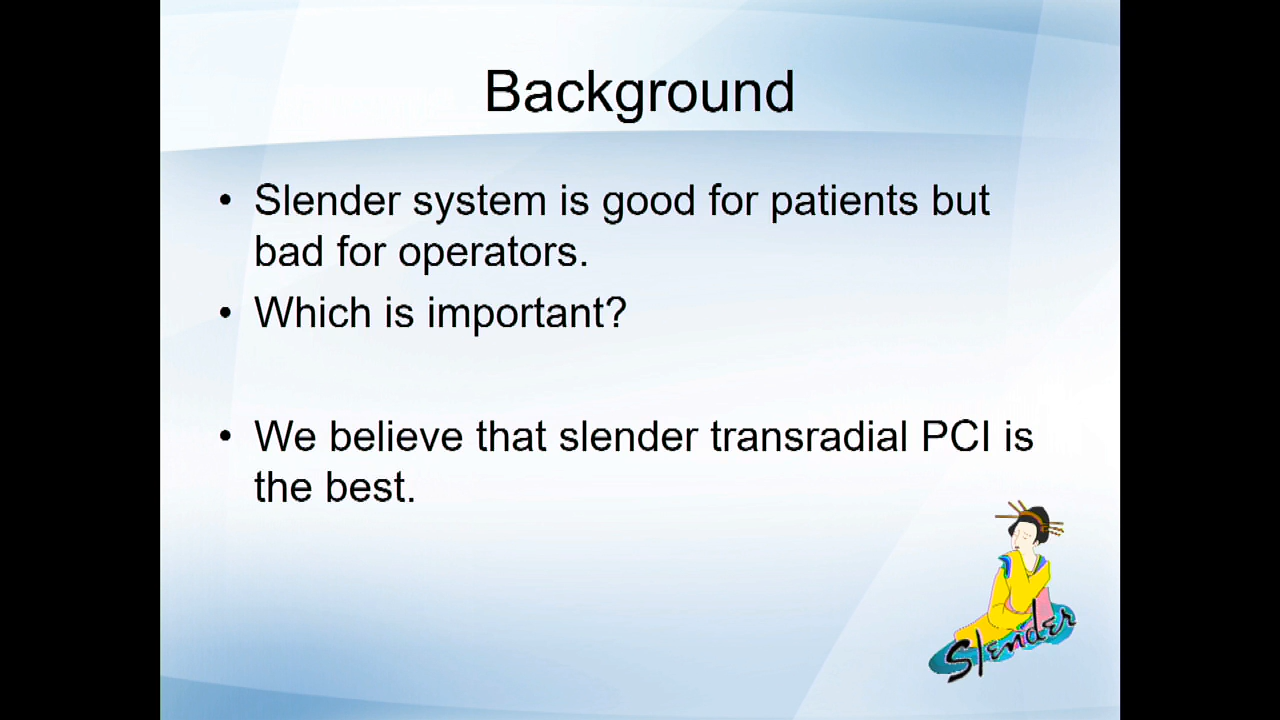 Background
• Slender system is good for patients but
bad for operators.
• Which is important?
• We believe that slender transradial PCI is
the best.
Slender